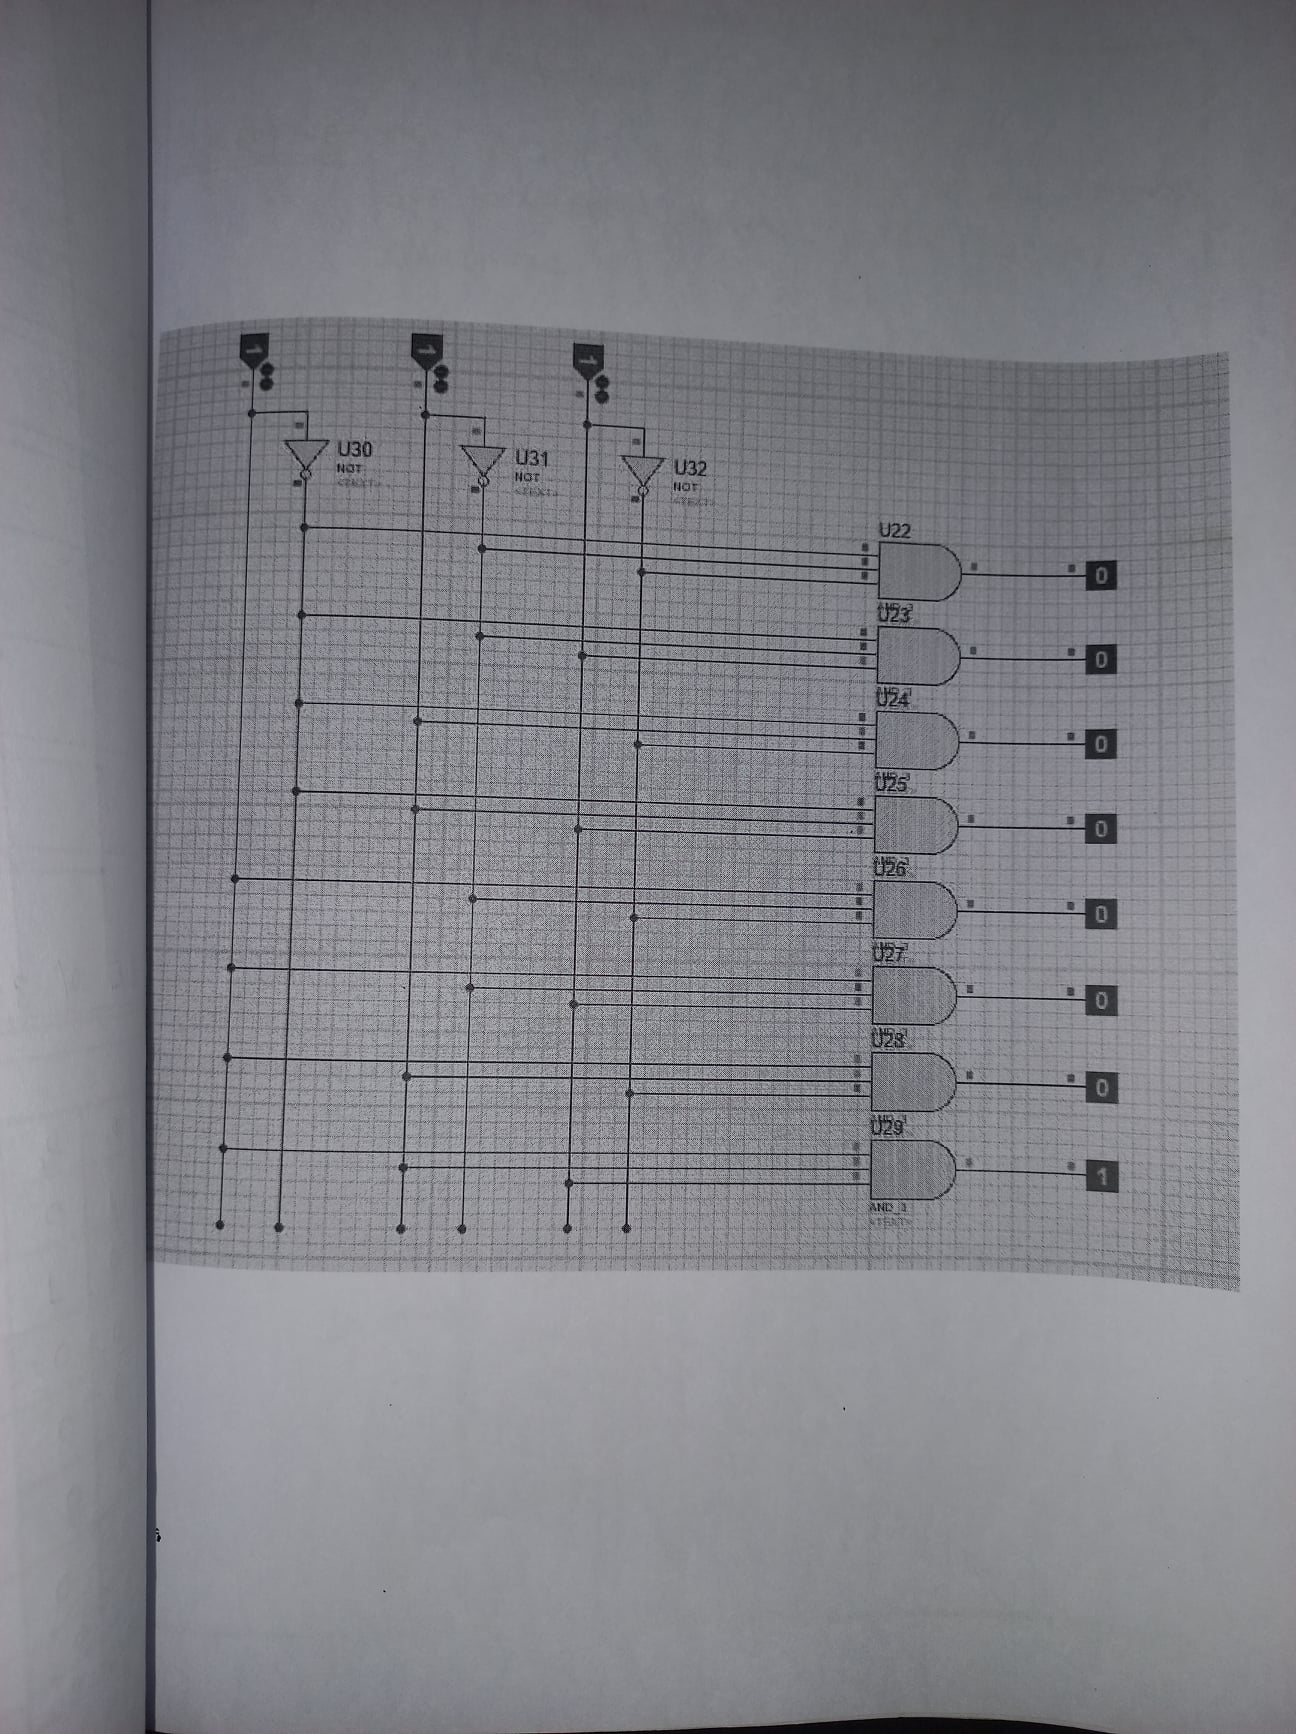 1 1 1
U30
NOT
<TEXT>
U31
NOT
<TEXT>
U32
NOT
<TEXT>
U22
0
U23
0
U24
0
U25
0
U26
0
U27
0
U28
0
U29
1
AND_3
<TEXT>